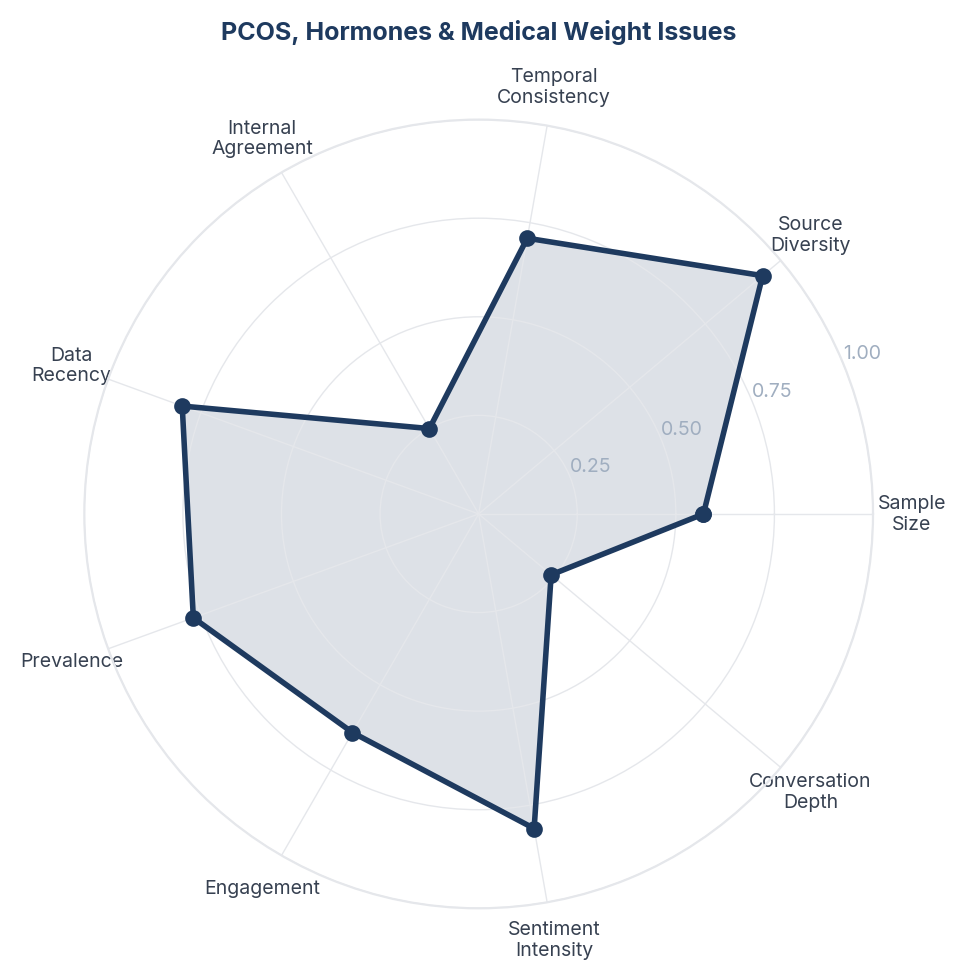 PCOS, Hormones & Medical Weight Issues
Temporal
Consistency
Internal
Agreement
Source
Diversity
Data
Recency
1.00
0.75
0.50
0.25
Sample
Size
Prevalence
Conversation
Depth
Engagement
Sentiment
Intensity